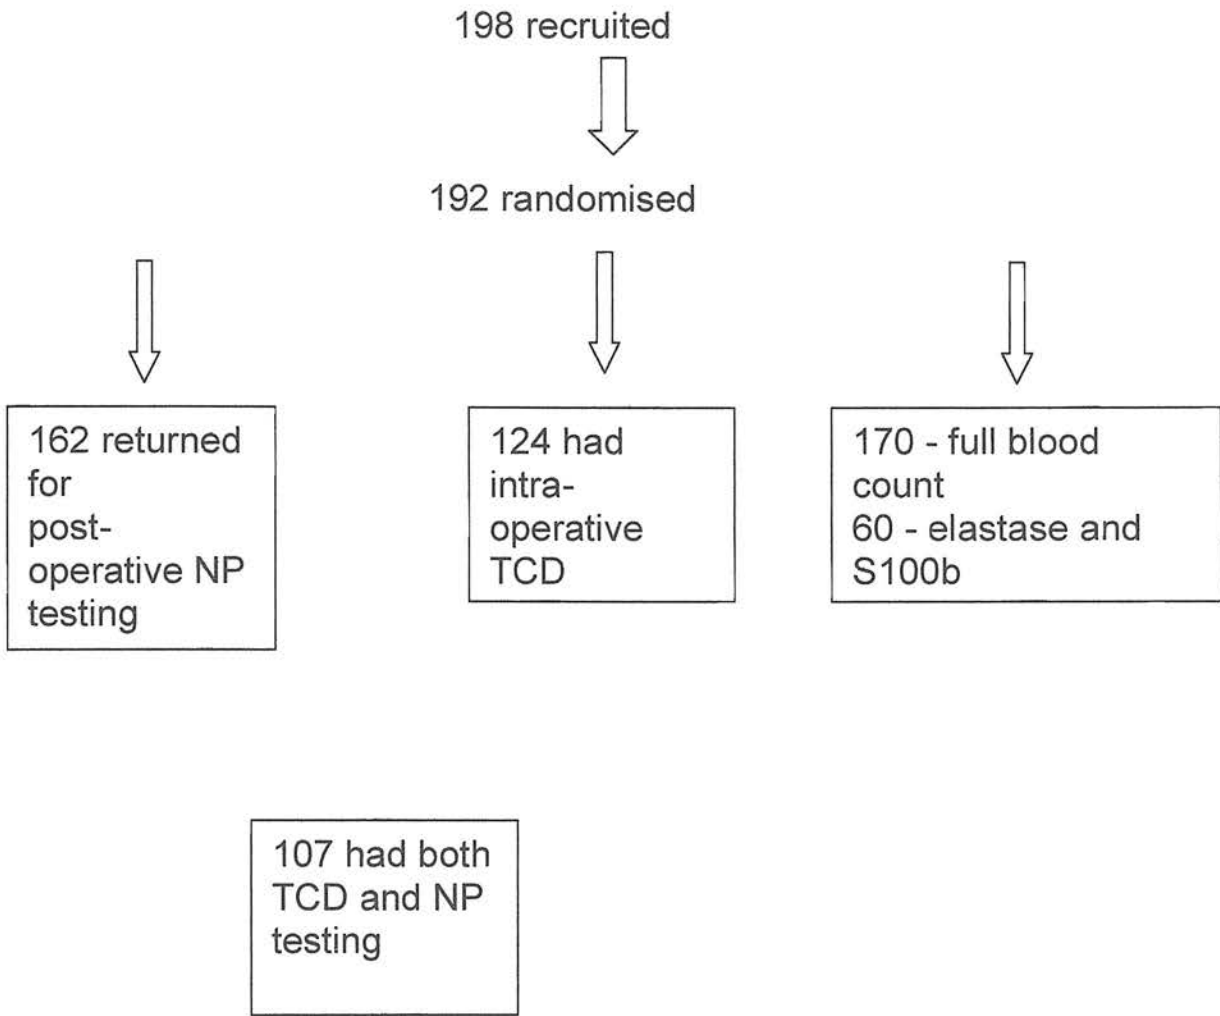 198 recruited
192 randomised
162 returned
for
post-
operative NP
testing
124 had
intra-
operative
TCD
170 - full blood
count
60 - elastase and
S100b
107 had both
TCD and NP
testing